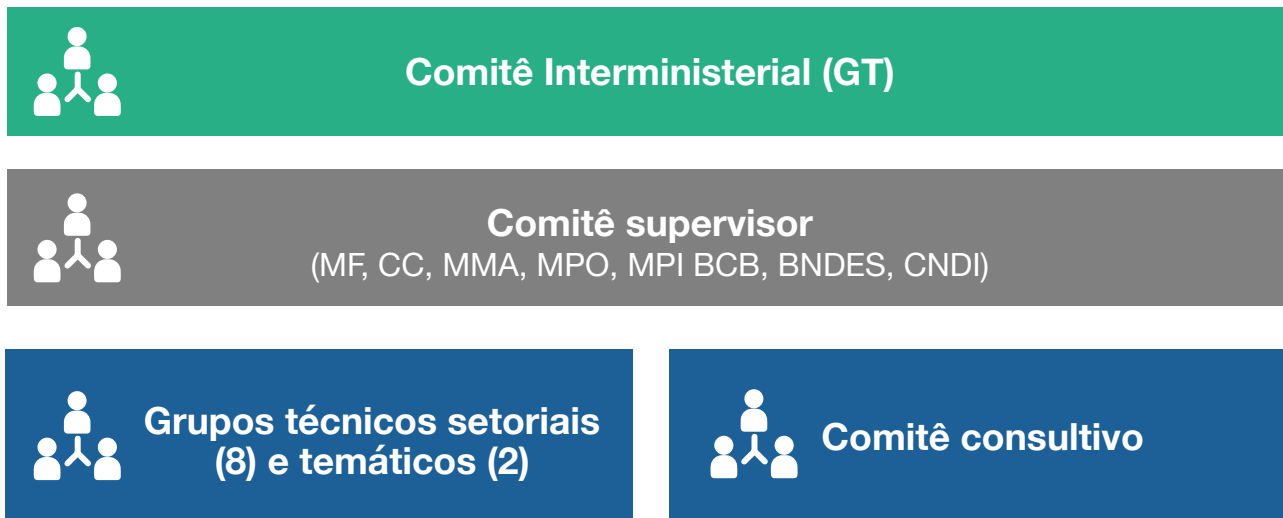 Comitê Interministerial (GT)
Comitê supervisor
(MF, CC, MMA, MPO, MPI BCB, BNDES, CNDI)
Grupos técnicos setoriais
(8) e temáticos (2)
Comitê consultivo